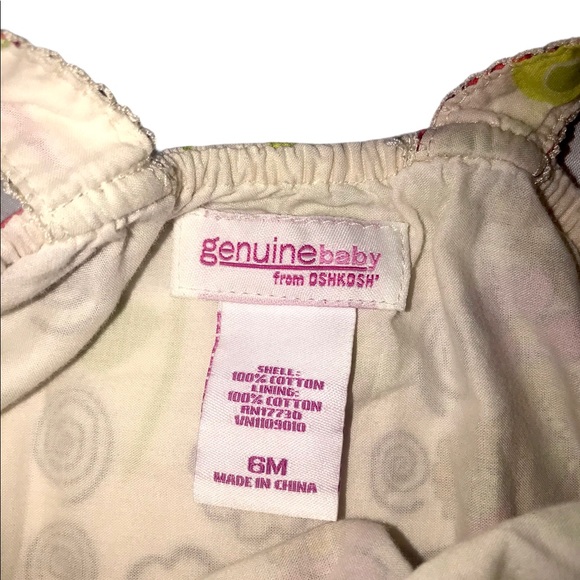 genuinebaby
from OSHKOSH'
SHELL:
100% COTTON
LINING:
100% COTTON
RN17730
VN1109010
6M
MADE IN CHINA